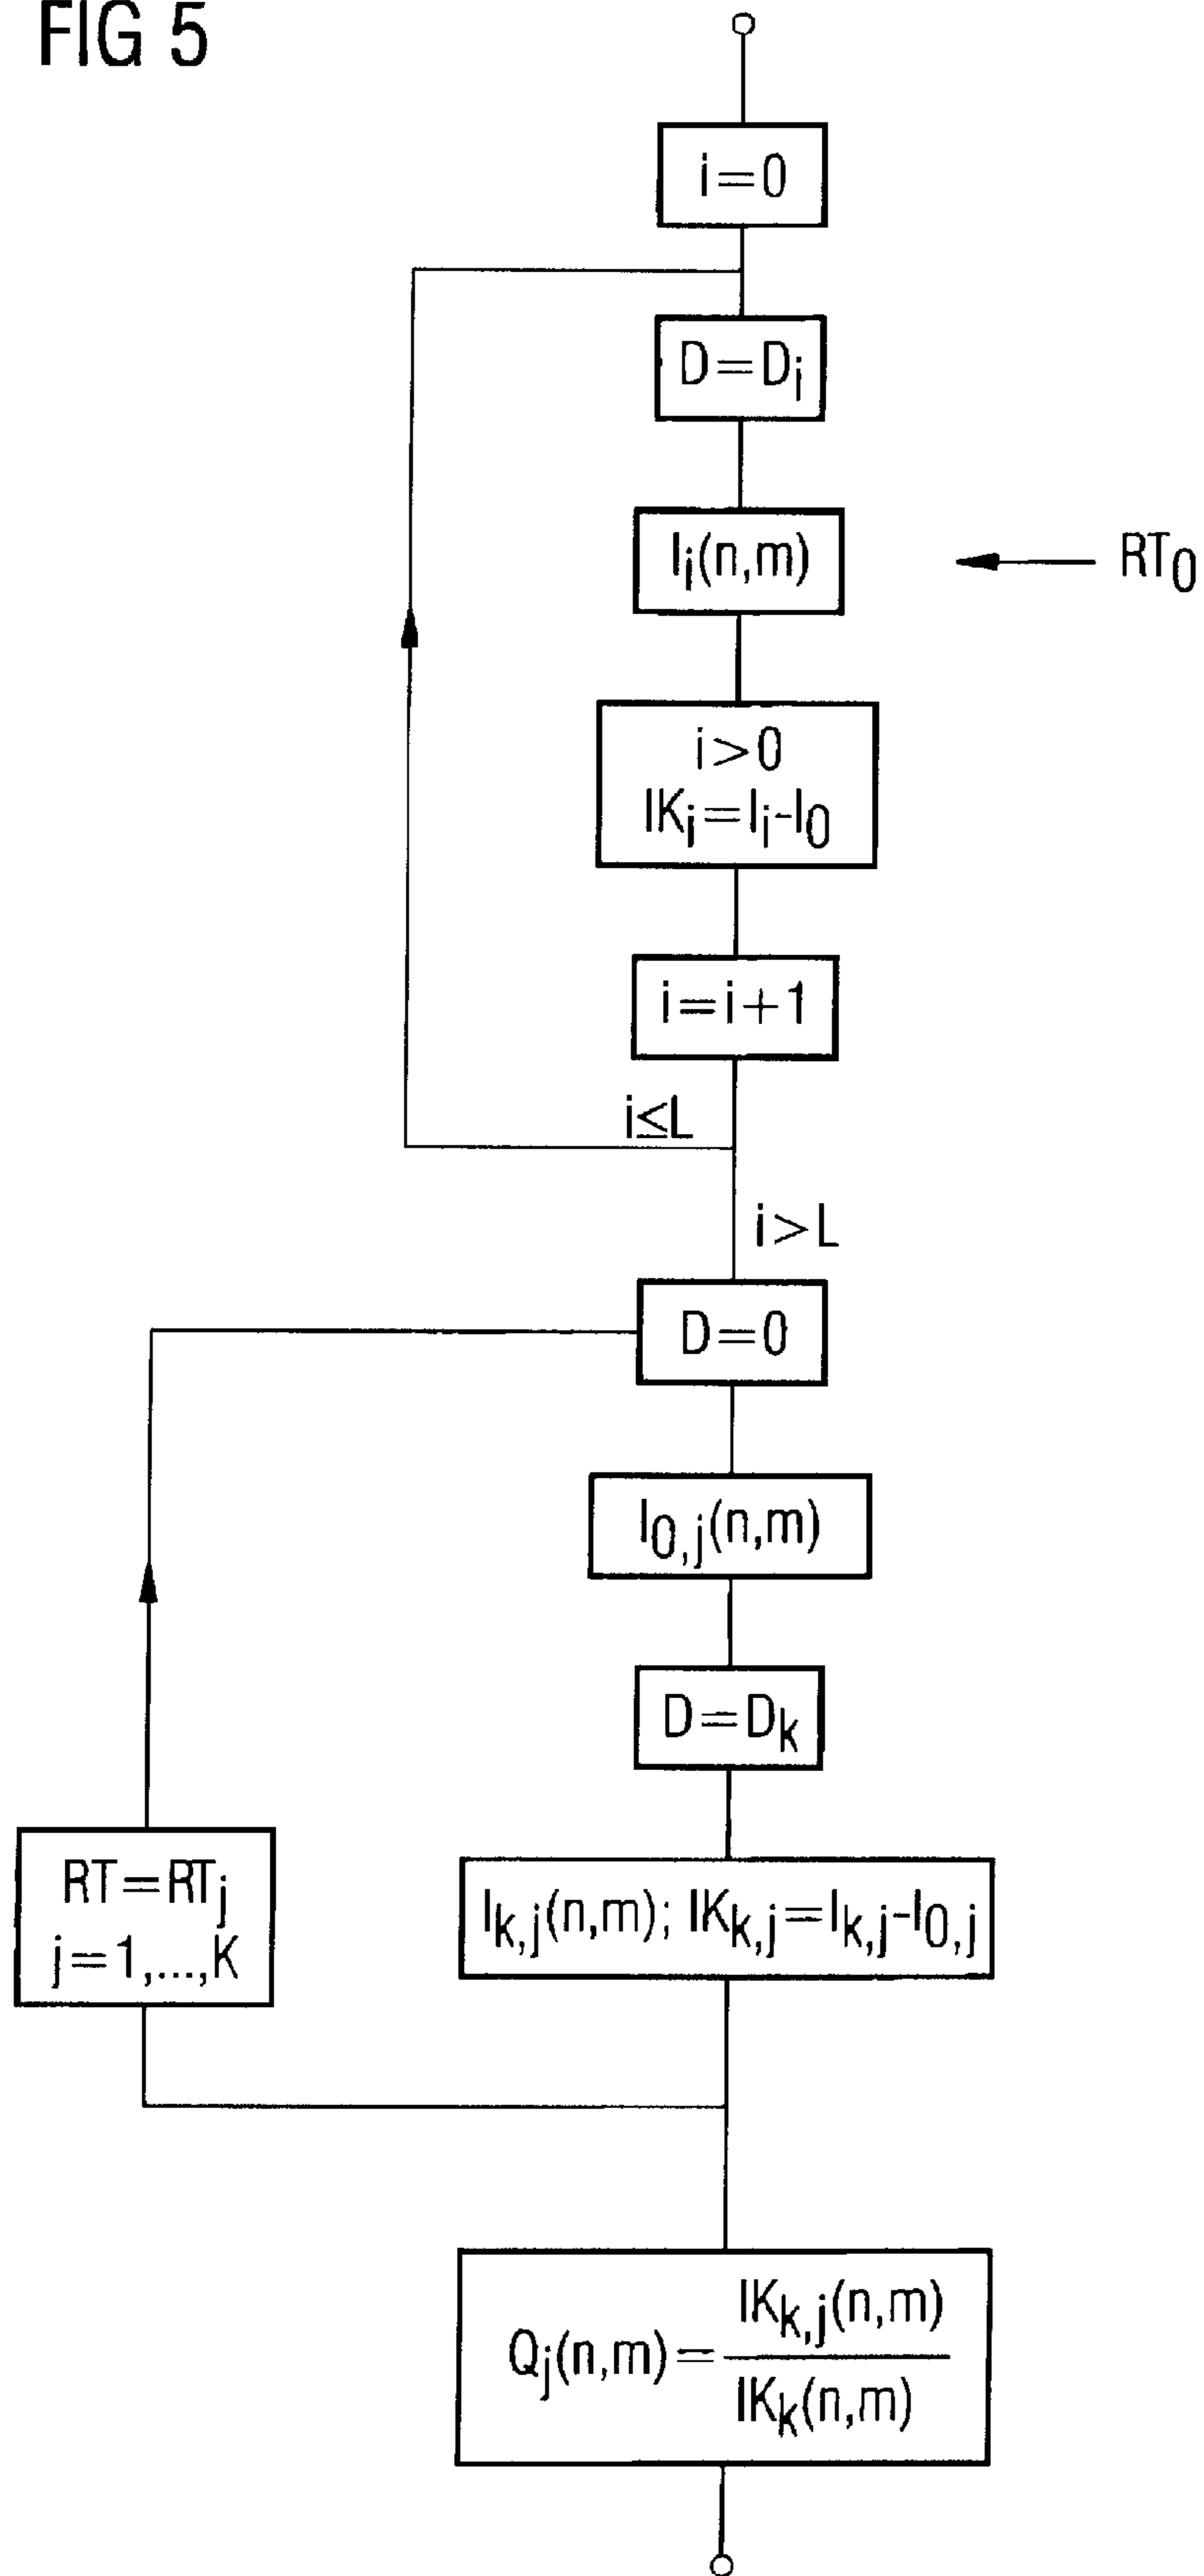 FIG 5
i=0
D=Di
Ii(n,m)
RT0
i>0
IKi=Ii-I0
i=i+1
i≤L
i>L
D=0
I0,j(n,m)
D=Dk
RT=RTj
j=1,...,K
Ik,j(n,m); IKk,j=Ik,j-I0,j
IKk,j(n,m)
Qj(n,m)=
IKk(n,m)